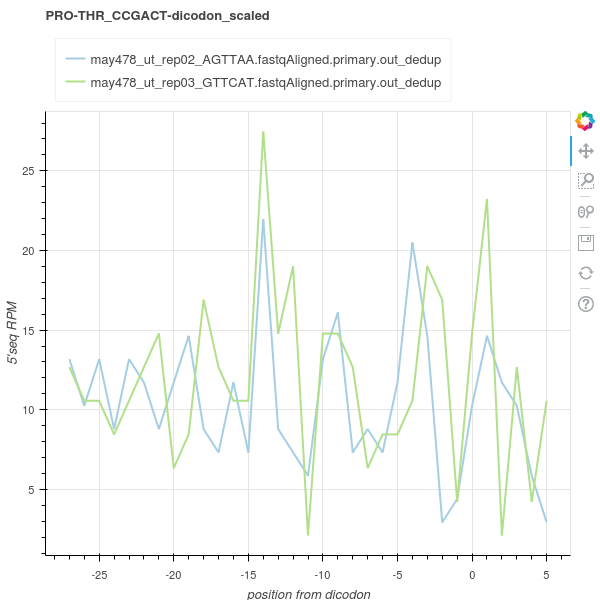 PRO-THR_CCGACT-dicodon_scaled
may478_ut_rep02_AGTTAA.fastqAligned.primary.out_dedup
may478_ut_rep03_GTTCAT.fastqAligned.primary.out_dedup
25
20
15
10
5
5'seq RPM
-25 -20 -15 -10 -5 0 5
position from dicodon